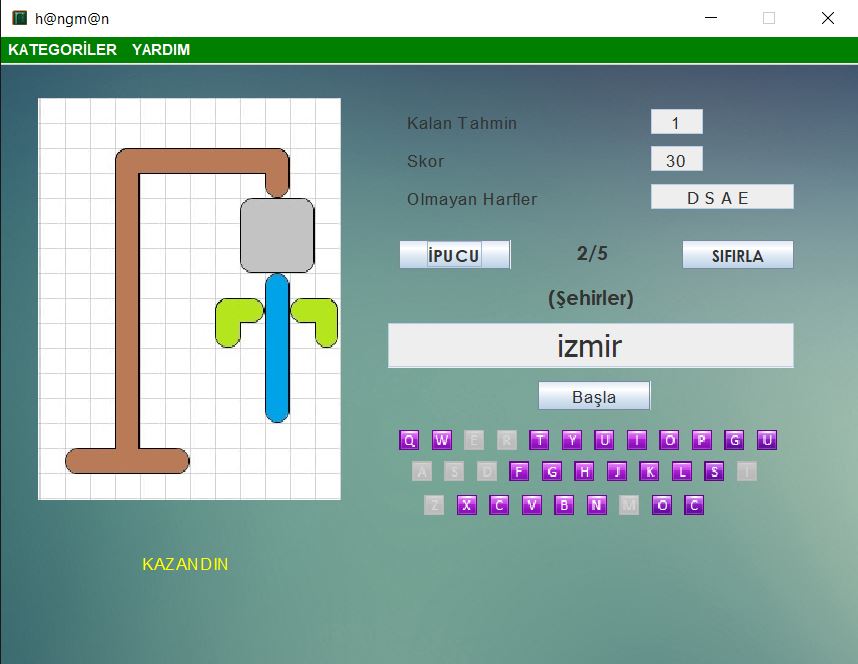 h@ngm@n
KATEGORİLER YARDIM
Kalan Tahmin 1
Skor 30
Olmayan Harfler D S A E
İPUCU 2/5 SIFIRLA
(Şehirler)
izmir
Başla
Q W E R T Y U I O P Ğ Ü
A S D F G H J K L Ş İ
Z X C V B N M Ö Ç
KAZANDIN